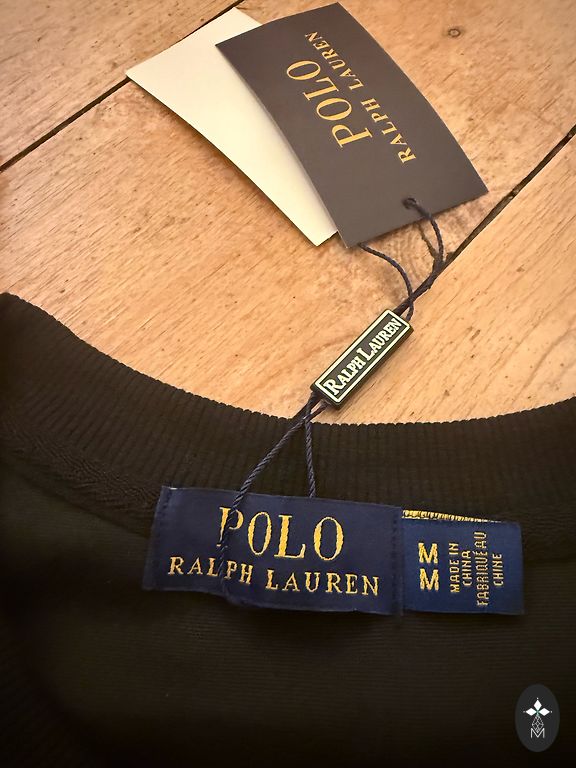 POLO
RALPH LAUREN
RALPH LAUREN
POLO
RALPH LAUREN
M
M
MADE IN
CHINA
FABRIQUÉ AU
CHINE
M